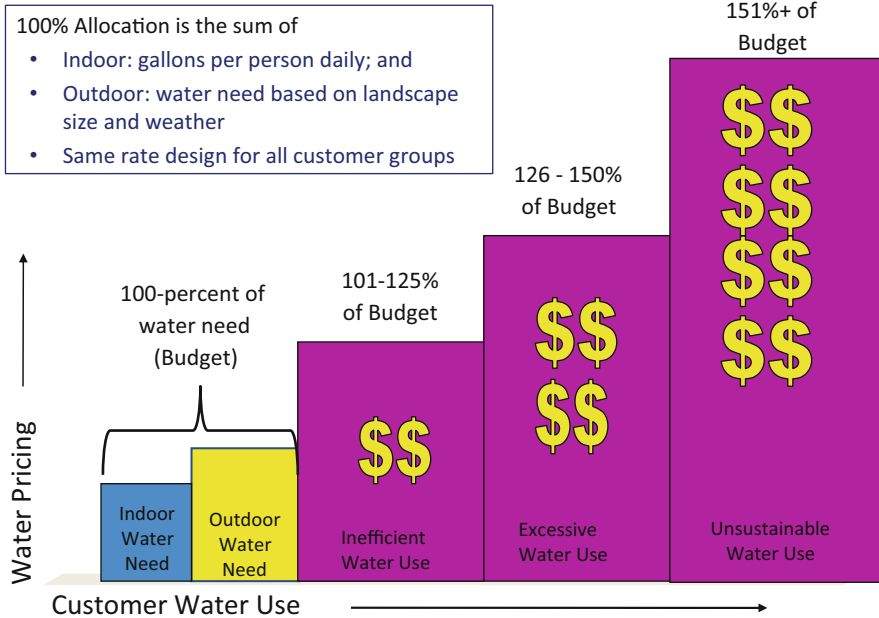 100% Allocation is the sum of
• Indoor: gallons per person daily; and
• Outdoor: water need based on landscape
size and weather
• Same rate design for all customer groups
151%+ of
Budget
$$
$$
$$
$$
126 - 150%
of Budget
$$
$$
101-125%
of Budget
$$
100-percent of
water need
(Budget)
Water Pricing
Indoor
Water
Need
Outdoor
Water
Need
Inefficient
Water Use
Excessive
Water Use
Unsustainable
Water Use
Customer Water Use